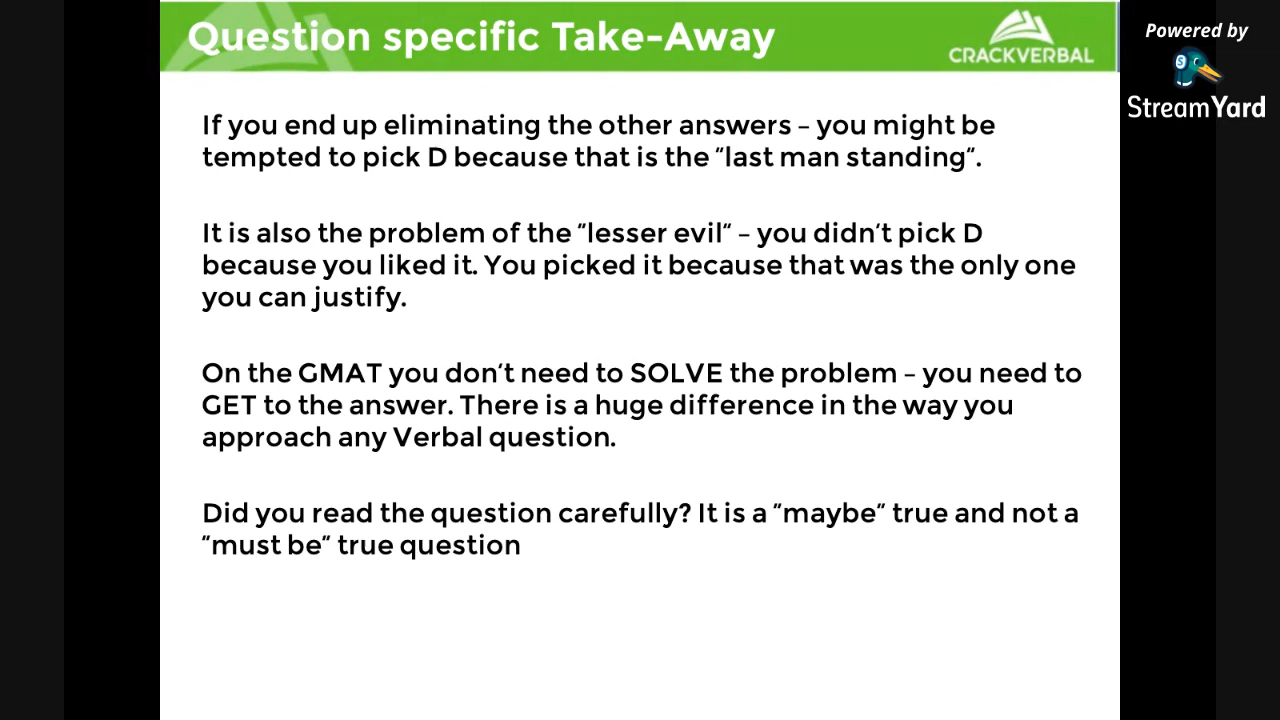 Question specific Take-Away
CRACKVERBAL
Powered by
S
StreamYard
If you end up eliminating the other answers – you might be
tempted to pick D because that is the "last man standing".
It is also the problem of the "lesser evil" – you didn't pick D
because you liked it. You picked it because that was the only one
you can justify.
On the GMAT you don't need to SOLVE the problem – you need to
GET to the answer. There is a huge difference in the way you
approach any Verbal question.
Did you read the question carefully? It is a "maybe" true and not a
"must be" true question